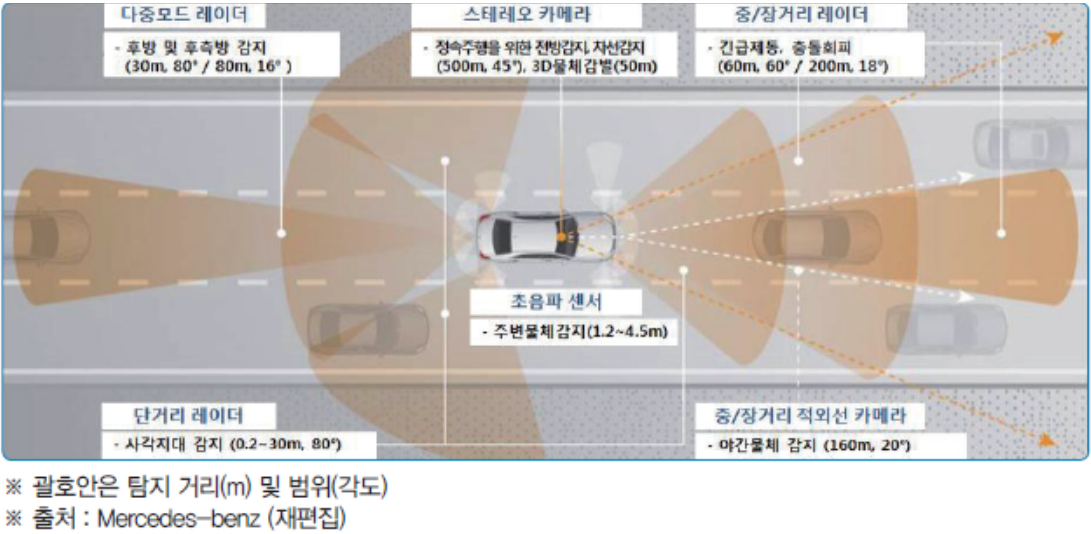 다중모드 레이더
- 후방 및 후측방 감지
(30m, 80° / 80m, 16° )
스테레오 카메라
- 정속주행을 위한 전방감지, 차선감지
(500m, 45°), 3D물체감별(50m)
중/장거리 레이더
- 긴급제동, 충돌회피
(60m, 60° / 200m, 18°)
초음파 센서
- 주변물체감지(1.2~4.5m)
단거리 레이더
- 사각지대 감지 (0.2~30m, 80°)
중/장거리 적외선 카메라
- 야간물체 감지 (160m, 20°)
※ 괄호안은 탐지 거리(m) 및 범위(각도)
※ 출처 : Mercedes-benz (재편집)